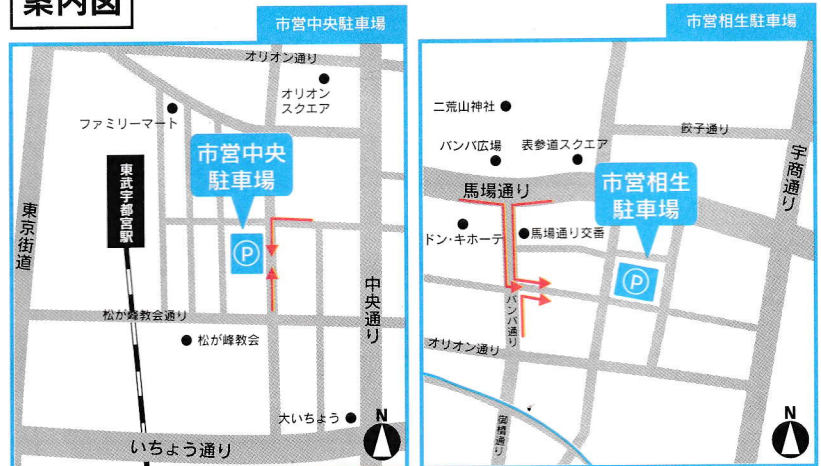 案内図
市営中央駐車場
オリオン通り
オリオン
スクエア
ファミリーマート
市営中央
駐車場
東武宇都宮駅
東京街道
P
中央通り
松が峰教会通り
松が峰教会
大いちょう
N
いちょう通り
市営相生駐車場
二荒山神社
餃子通り
バンバ広場
表参道スクエア
宇商通り
馬場通り
市営相生
駐車場
ドン・キホーテ
馬場通り交番
P
バンバ通り
オリオン通り
御橋通り
N